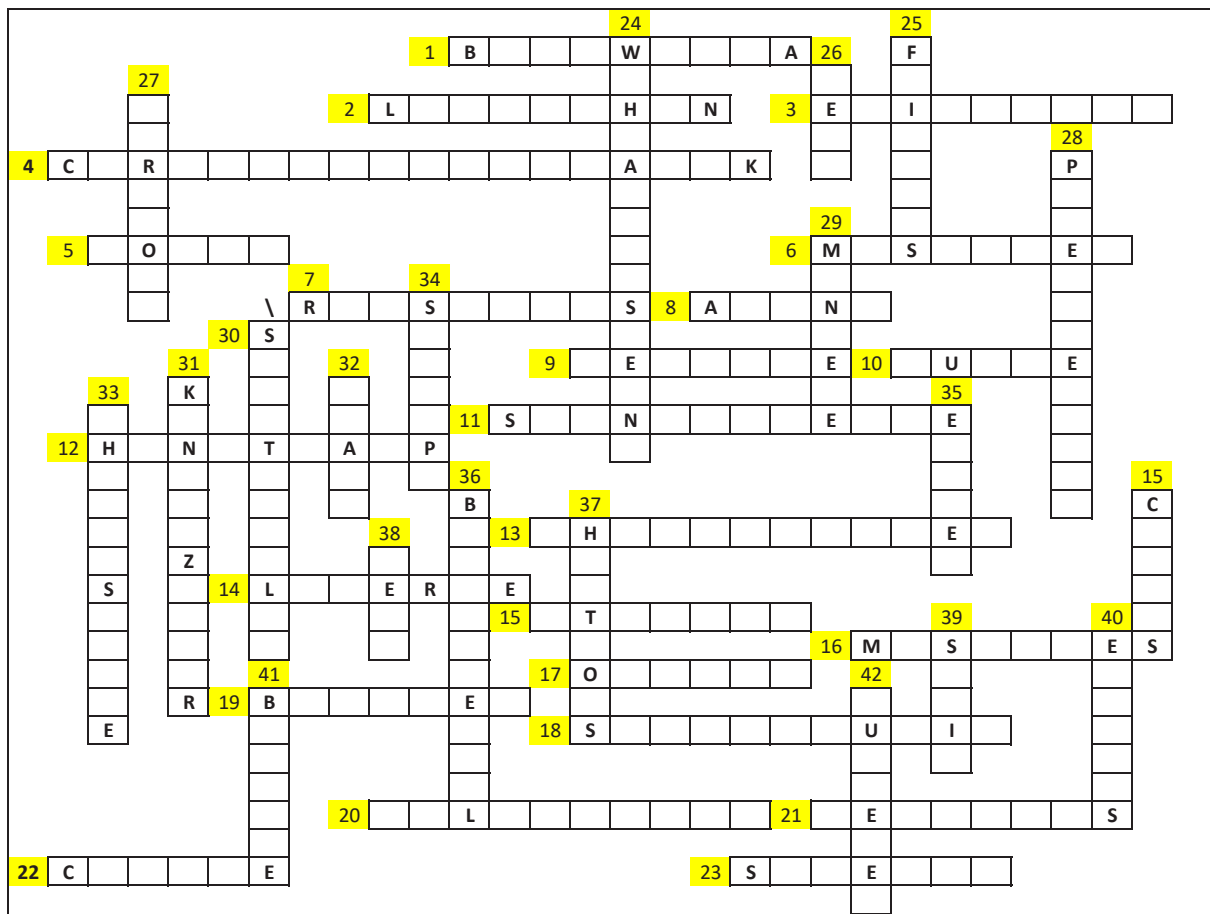 24 25
1 B W A 26 F
27
2 L H N 3 E I
28
4 C R A K P
29
5 O 6 M S E
7 34
\ R S S 8 A N
30 S
31 32 9 E E 10 U E
33 K 35
11 S N E E
12 H N T A P
36 15
B 37 C
38 13 H E
Z
S 14 L E R E
15 T 39 40
16 M S E S
41 17 O 42
R 19 B E
E 18 S U I
20 L 21 E S
22 C E 23 S E